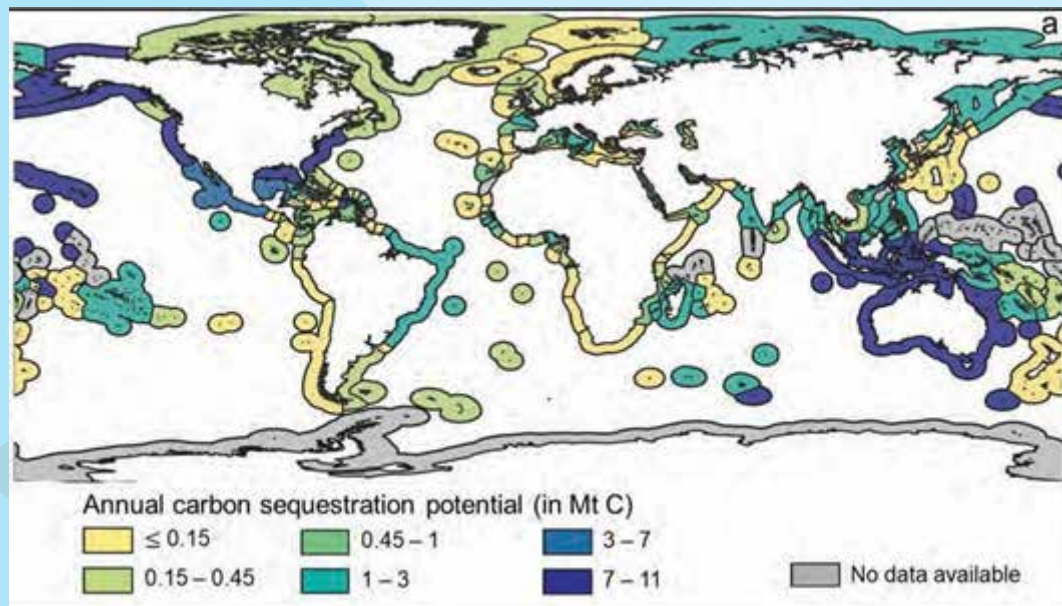 a
Annual carbon sequestration potential (in Mt C)
≤ 0.15
0.45 – 1
3 – 7
0.15 – 0.45
1 – 3
7 – 11
No data available